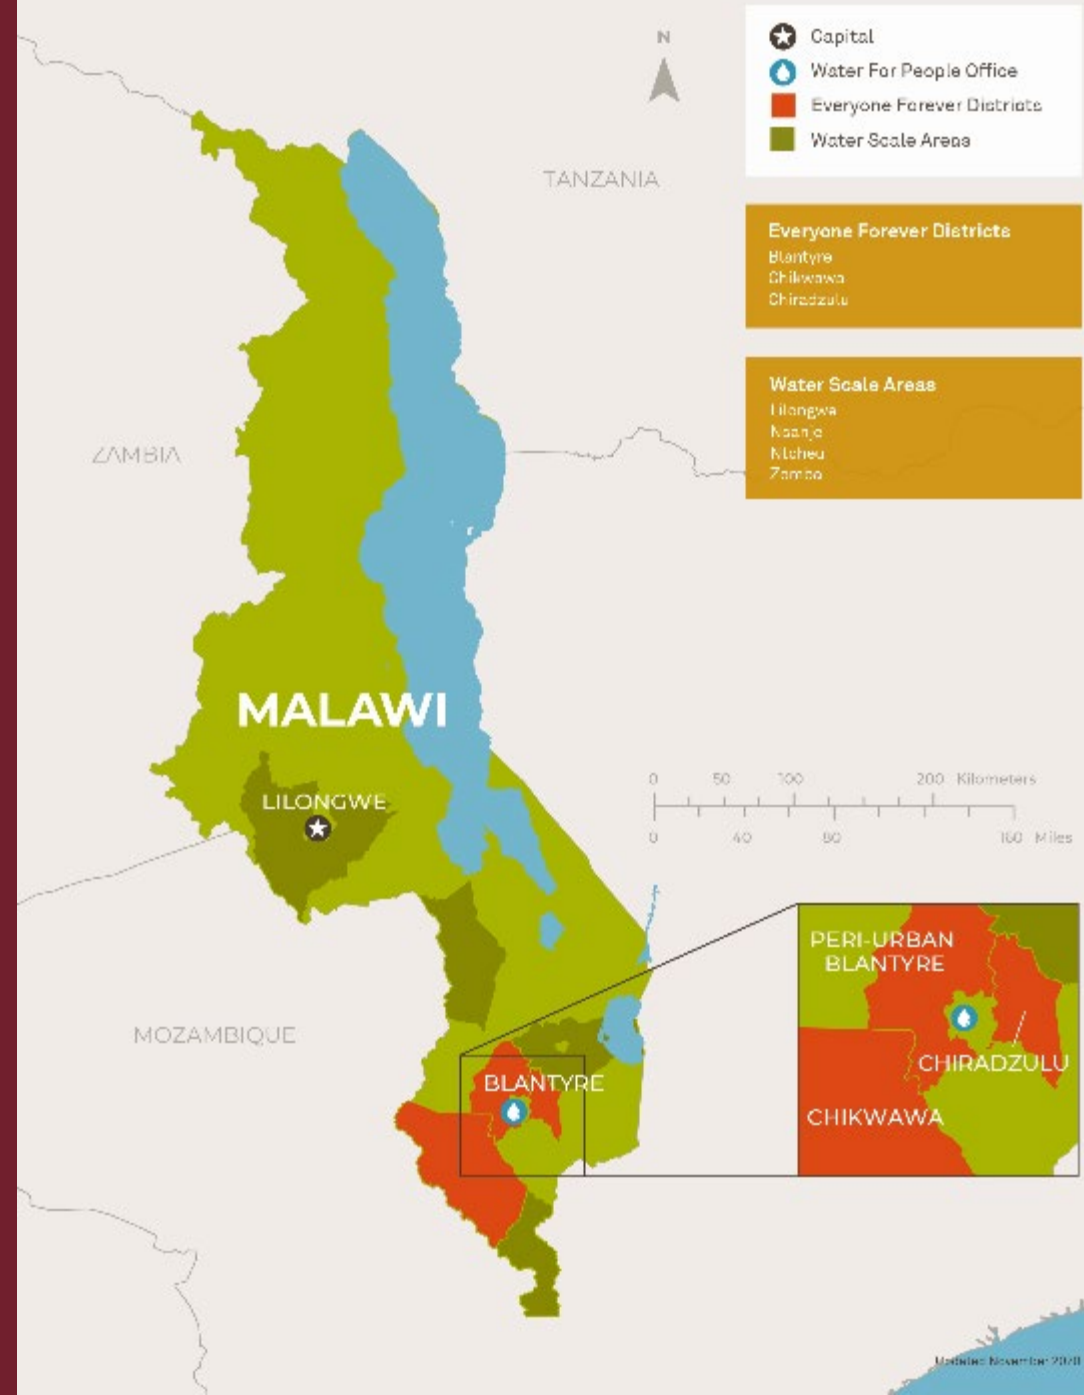 N
Capital
Water For People Office
Everyone Forever Districts
Water Scale Areas
TANZANIA
Everyone Forever Districts
Blantyre
Chikwawa
Chiradzulu
Water Scale Areas
Lilongwe
Nsanje
Ntcheu
Zomba
ZAMBIA
MALAWI
LILONGWE
0 50 100 200 Kilometers
0 40 80 160 Miles
PERI-URBAN
BLANTYRE
CHIRADZULU
CHIKWAWA
MOZAMBIQUE
BLANTYRE
Updated November